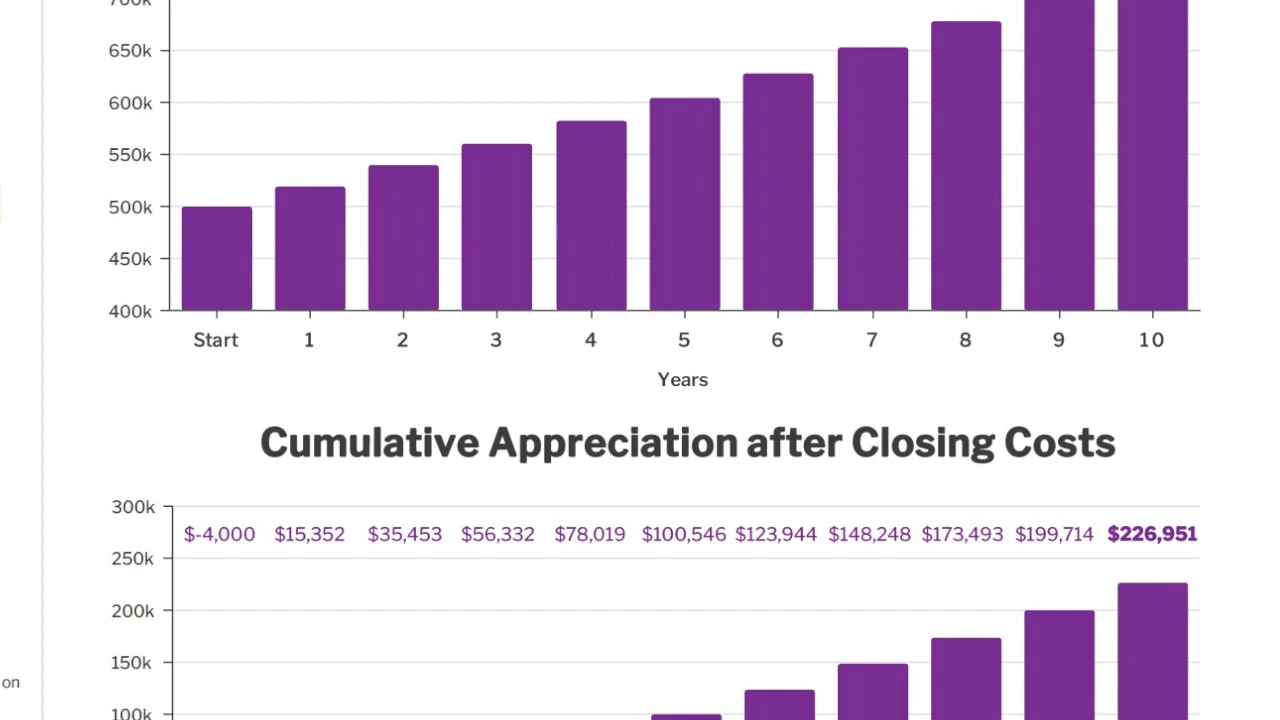 700k
650k
600k
550k
500k
450k
400k
Start 1 2 3 4 5 6 7 8 9 10
Years
Cumulative Appreciation after Closing Costs
300k
$-4,000 $15,352 $35,453 $56,332 $78,019 $100,546 $123,944 $148,248 $173,493 $199,714 $226,951
250k
200k
150k
on
100k